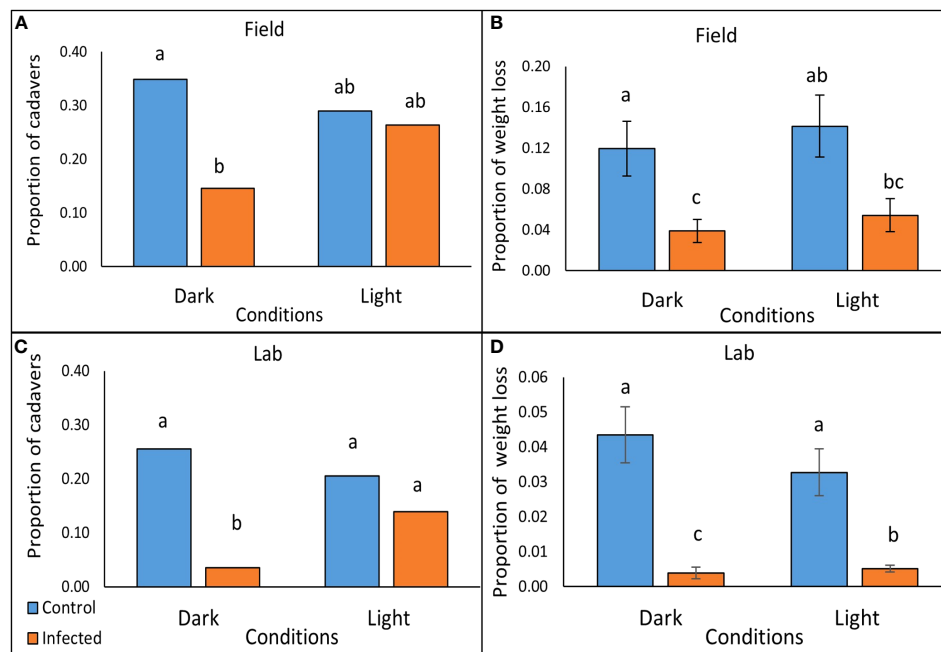 A
Field
Proportion of cadavers
0.40
0.30
0.20
0.10
0.00
a
b
ab
ab
Dark
Light
Conditions
B
Field
Proportion of weight loss
0.20
0.16
0.12
0.08
0.04
0.00
a
c
ab
bc
Dark
Light
Conditions
C
Lab
Proportion of cadavers
0.40
0.30
0.20
0.10
0.00
a
b
a
a
Dark
Light
Conditions
Control
Infected
D
Lab
Proportion of weight loss
0.06
0.05
0.04
0.03
0.02
0.01
0.00
a
c
a
b
Dark
Light
Conditions